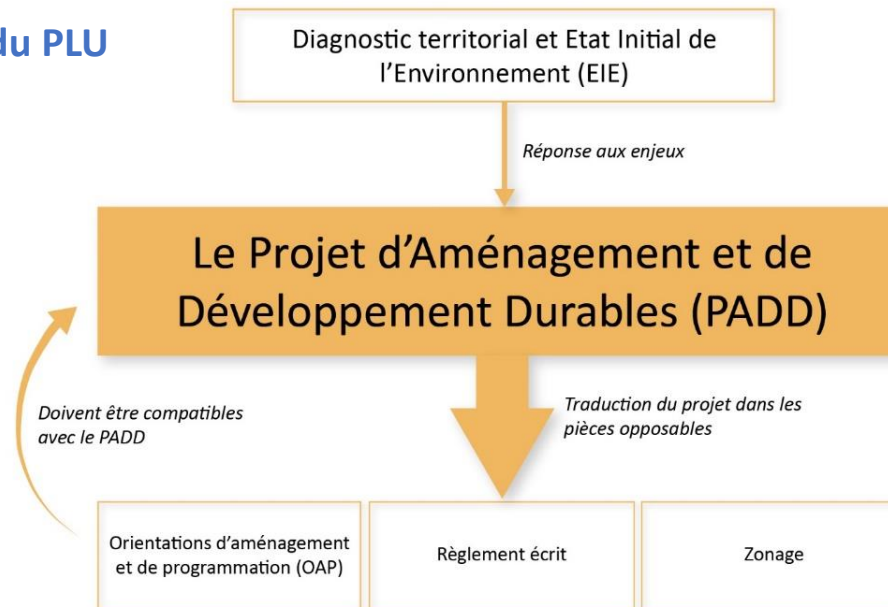 du PLU
Diagnostic territorial et Etat Initial de
l’Environnement (EIE)
Réponse aux enjeux
Le Projet d’Aménagement et de
Développement Durables (PADD)
Doivent être compatibles
avec le PADD
Traduction du projet dans les
pièces opposables
Orientations d’aménagement
et de programmation (OAP)
Règlement écrit
Zonage